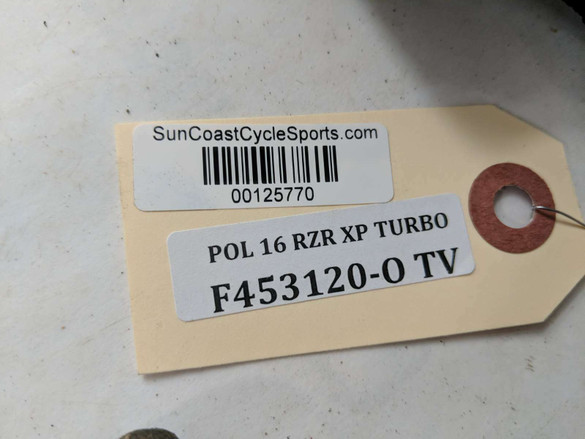 SunCoastCycleSports.com
00125770
POL 16 RZR XP TURBO
F453120-O TV